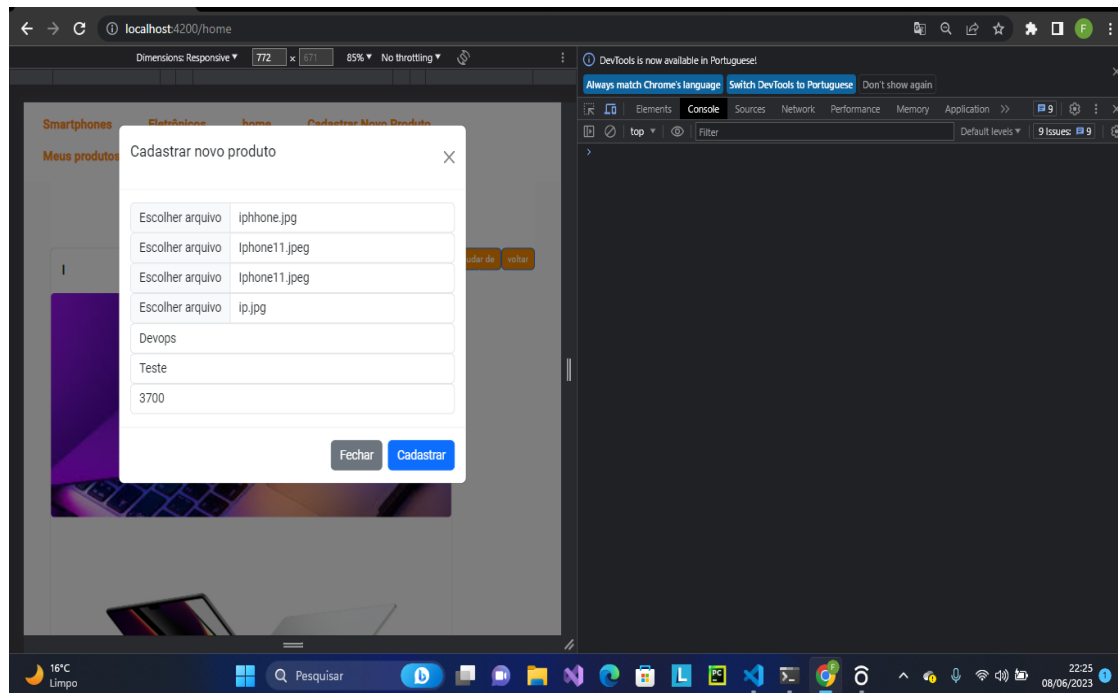 localhost:4200/home
F
Dimensions: Responsive 772 x 671 85% No throttling
DevTools is now available in Portuguese!
Always match Chrome's language Switch DevTools to Portuguese Don't show again
Elements Console Sources Network Performance Memory Application 9
top Filter Default levels 9 Issues: 9
Smartphones Eletrônicos home Cadastrar Novo Produto
Meus produtos
Cadastrar novo produto
Escolher arquivo iphhone.jpg
Escolher arquivo Iphone11.jpeg
Escolher arquivo Iphone11.jpeg
Escolher arquivo ip.jpg
Devops
Teste
3700
Fechar Cadastrar
I
udar de voltar
16°C
Limpo
Pesquisar
22:25
08/06/2023